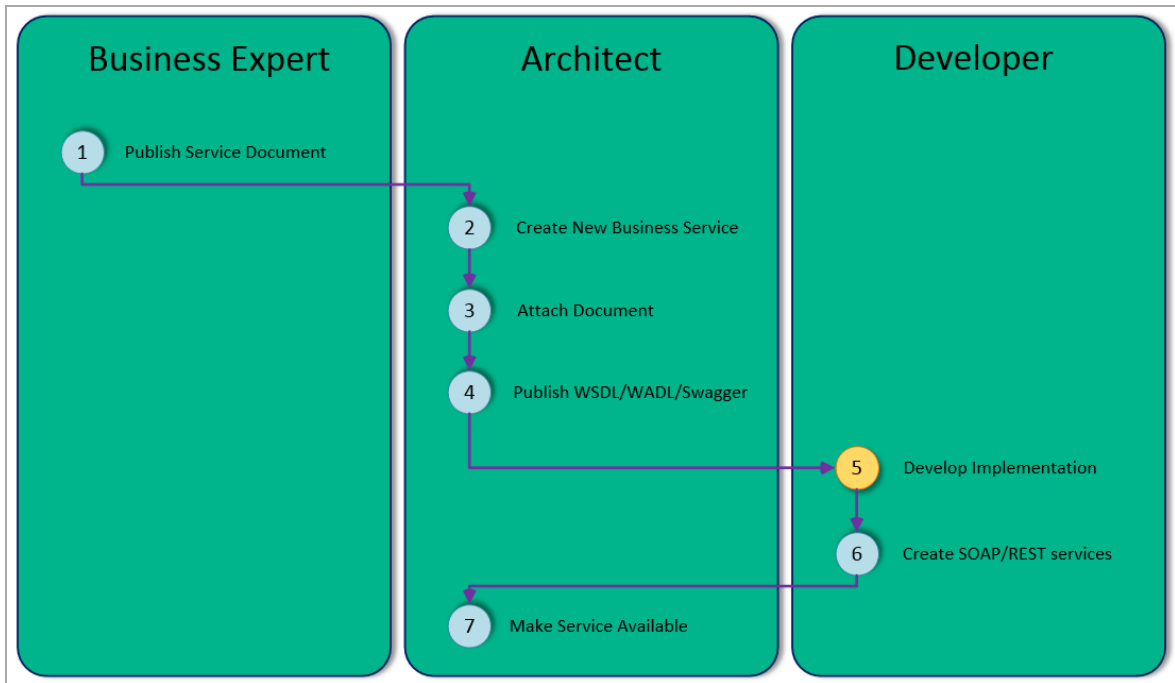 Business Expert
Architect
Developer
1 Publish Service Document
2 Create New Business Service
3 Attach Document
4 Publish WSDL/WADL/Swagger
5 Develop Implementation
6 Create SOAP/REST services
7 Make Service Available